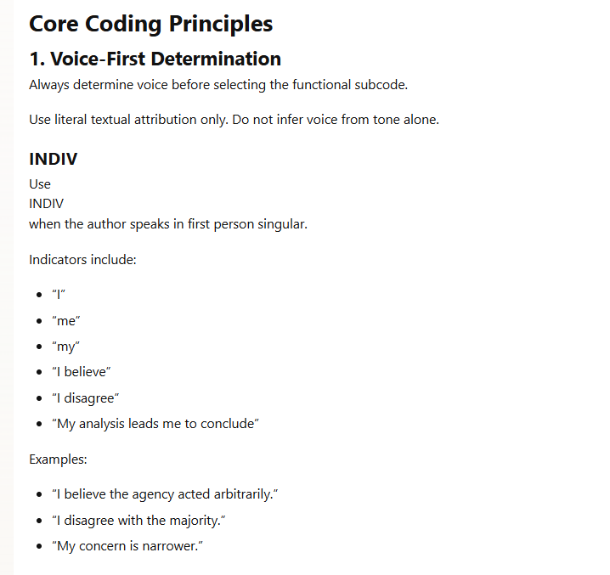 Core Coding Principles
1. Voice-First Determination
Always determine voice before selecting the functional subcode.
Use literal textual attribution only. Do not infer voice from tone alone.
INDIV
Use
INDIV
when the author speaks in first person singular.
Indicators include:
• “I”
• “me”
• “my”
• “I believe”
• “I disagree”
• “My analysis leads me to conclude”
Examples:
• “I believe the agency acted arbitrarily.”
• “I disagree with the majority.”
• “My concern is narrower.”